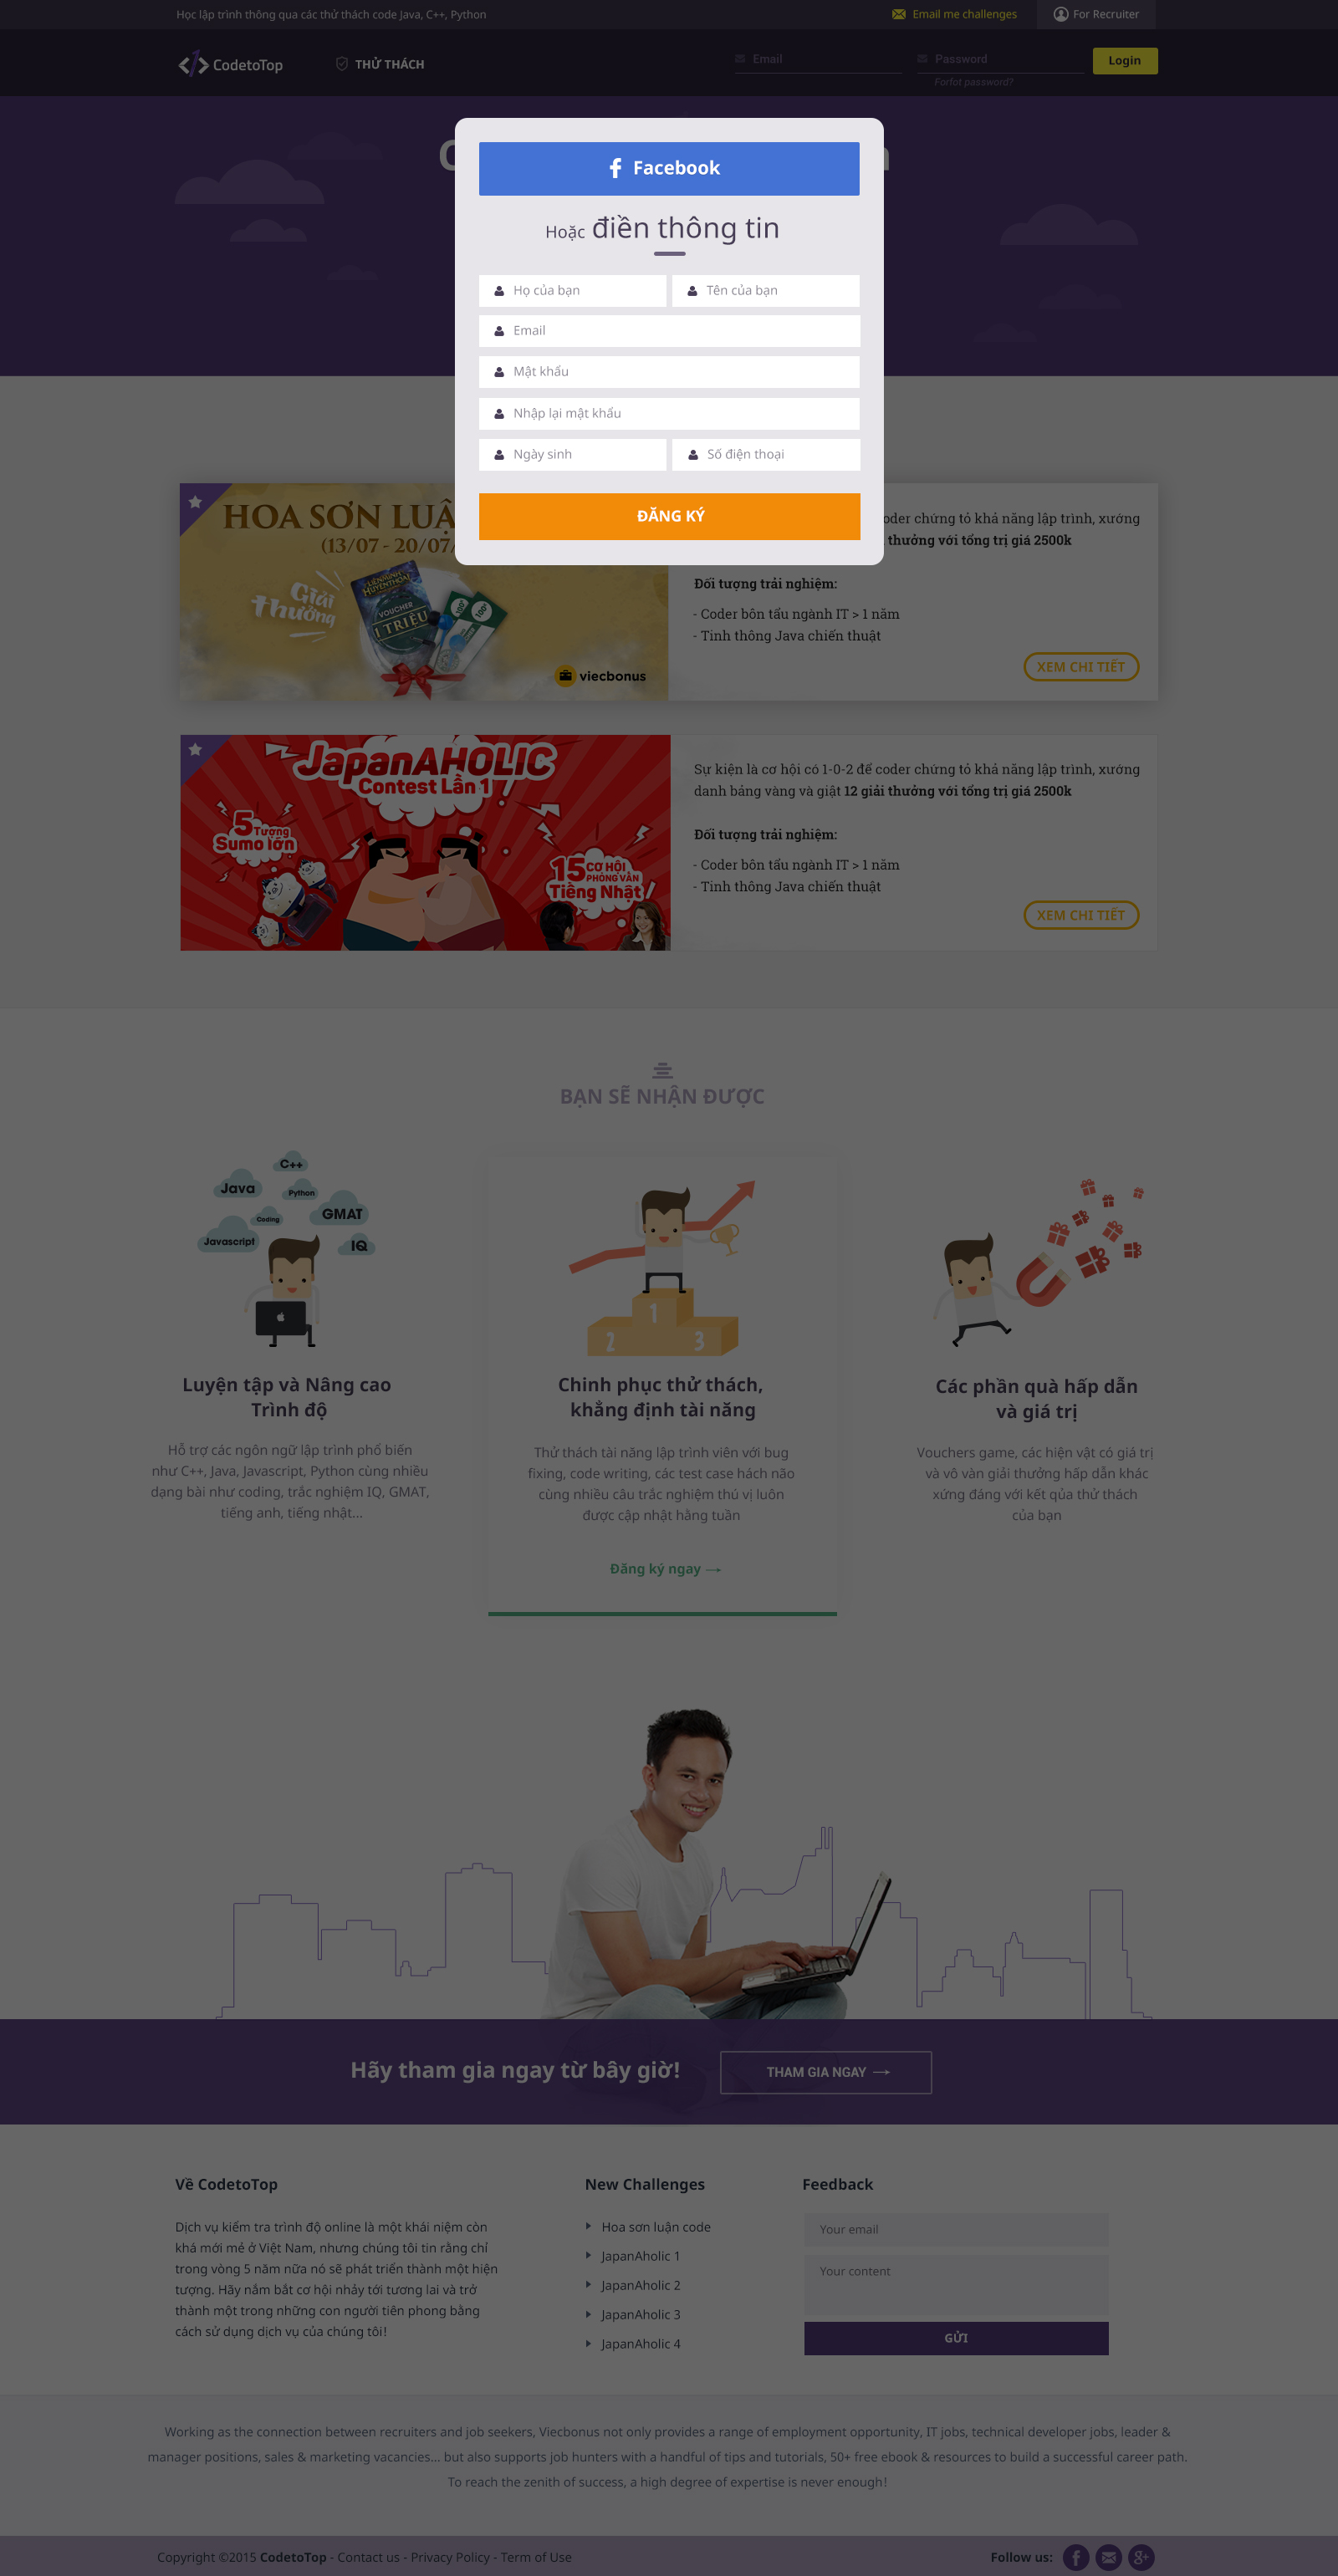 Học lập trình thông qua các thử thách code Java, C++, Python
Email me challenges
For Recruiter
CodetoTop
THỬ THÁCH
Email
Password
Login
Forfot password?
Facebook
Hoặc điền thông tin
Họ của bạn
Tên của bạn
Email
Mật khẩu
Nhập lại mật khẩu
Ngày sinh
Số điện thoại
ĐĂNG KÝ
HOA SƠN LUẬ
(13/07 - 20/07/
Giải thưởng
LIÊN MINH HUYỀN THOẠI
VOUCHER
1 TRIỆU
100K
100K
viecbonus
oder chứng tỏ khả năng lập trình, xướng
thưởng với tổng trị giá 2500k
Đối tượng trải nghiệm:
- Coder bôn tẩu ngành IT > 1 năm
- Tinh thông Java chiến thuật
XEM CHI TIẾT
JapanAHOLIC
Contest Lần 1
5 Tượng
Sumo lớn
15 CƠ HỘI
PHỎNG VẤN
Tiếng Nhật
Sự kiện là cơ hội có 1-0-2 để coder chứng tỏ khả năng lập trình, xướng
danh bảng vàng và giật 12 giải thưởng với tổng trị giá 2500k
Đối tượng trải nghiệm:
- Coder bôn tẩu ngành IT > 1 năm
- Tinh thông Java chiến thuật
XEM CHI TIẾT
BẠN SẼ NHẬN ĐƯỢC
C++
Java
Python
Coding
GMAT
Javascript
IQ
1
2
3
Luyện tập và Nâng cao
Trình độ
Hỗ trợ các ngôn ngữ lập trình phổ biến
như C++, Java, Javascript, Python cùng nhiều
dạng bài như coding, trắc nghiệm IQ, GMAT,
tiếng anh, tiếng nhật...
Chinh phục thử thách,
khẳng định tài năng
Thử thách tài năng lập trình viên với bug
fixing, code writing, các test case hách não
cùng nhiều câu trắc nghiệm thú vị luôn
được cập nhật hằng tuần
Đăng ký ngay
Các phần quà hấp dẫn
và giá trị
Vouchers game, các hiện vật có giá trị
và vô vàn giải thưởng hấp dẫn khác
xứng đáng với kết qủa thử thách
của bạn
Hãy tham gia ngay từ bây giờ!
THAM GIA NGAY
Về CodetoTop
Dịch vụ kiểm tra trình độ online là một khái niệm còn
khá mới mẻ ở Việt Nam, nhưng chúng tôi tin rằng chỉ
trong vòng 5 năm nữa nó sẽ phát triển thành một hiện
tượng. Hãy nắm bắt cơ hội nhảy tới tương lai và trở
thành một trong những con người tiên phong bằng
cách sử dụng dịch vụ của chúng tôi!
New Challenges
Hoa sơn luận code
JapanAholic 1
JapanAholic 2
JapanAholic 3
JapanAholic 4
Feedback
Your email
Your content
GỬI
Working as the connection between recruiters and job seekers, Viecbonus not only provides a range of employment opportunity, IT jobs, technical developer jobs, leader &
manager positions, sales & marketing vacancies... but also supports job hunters with a handful of tips and tutorials, 50+ free ebook & resources to build a successful career path.
To reach the zenith of success, a high degree of expertise is never enough!
Copyright ©2015 CodetoTop - Contact us - Privacy Policy - Term of Use
Follow us: